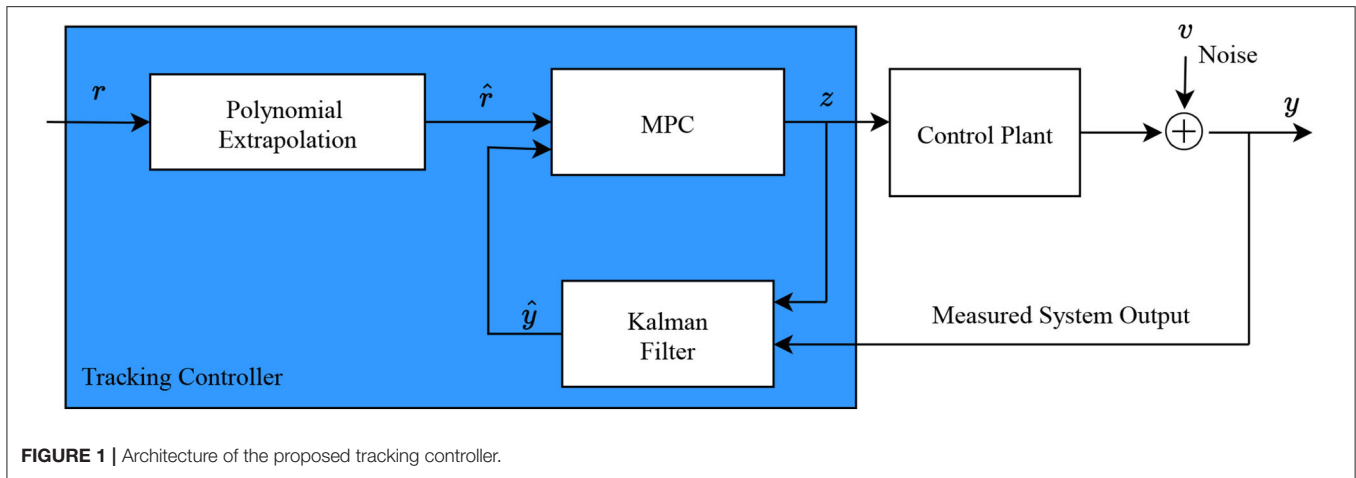 v
Noise
r
Polynomial
Extrapolation
r̂
MPC
z
Control Plant
+
y
ŷ
Kalman
Filter
Measured System Output
Tracking Controller
FIGURE 1 | Architecture of the proposed tracking controller.